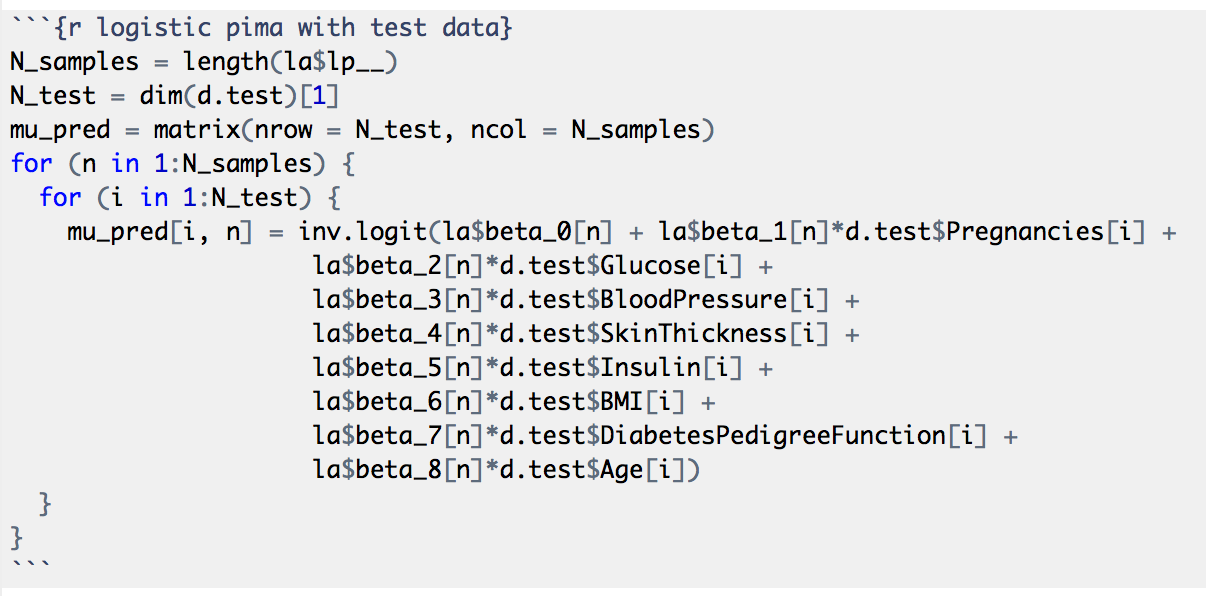 ```{r logistic pima with test data}
N_samples = length(la$lp__)
N_test = dim(d.test)[1]
mu_pred = matrix(nrow = N_test, ncol = N_samples)
for (n in 1:N_samples) {
  for (i in 1:N_test) {
    mu_pred[i, n] = inv.logit(la$beta_0[n] + la$beta_1[n]*d.test$Pregnancies[i] +
                     la$beta_2[n]*d.test$Glucose[i] +
                     la$beta_3[n]*d.test$BloodPressure[i] +
                     la$beta_4[n]*d.test$SkinThickness[i] +
                     la$beta_5[n]*d.test$Insulin[i] +
                     la$beta_6[n]*d.test$BMI[i] +
                     la$beta_7[n]*d.test$DiabetesPedigreeFunction[i] +
                     la$beta_8[n]*d.test$Age[i])
  }
}
```